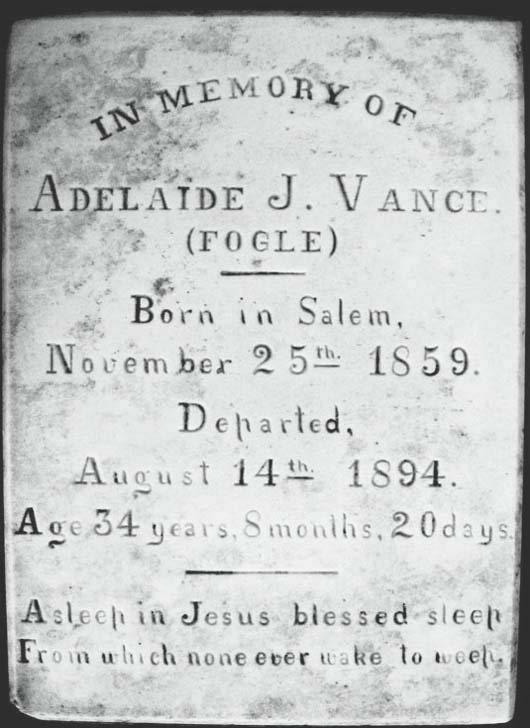 IN MEMORY OF
ADELAIDE J. VANCE.
(FOGLE)
Born in Salem,
November 25th. 1859.
Departed,
August 14th. 1894.
Age 34 years, 8 months, 20 days.
Asleep in Jesus blessed sleep
From which none ever wake to weep.